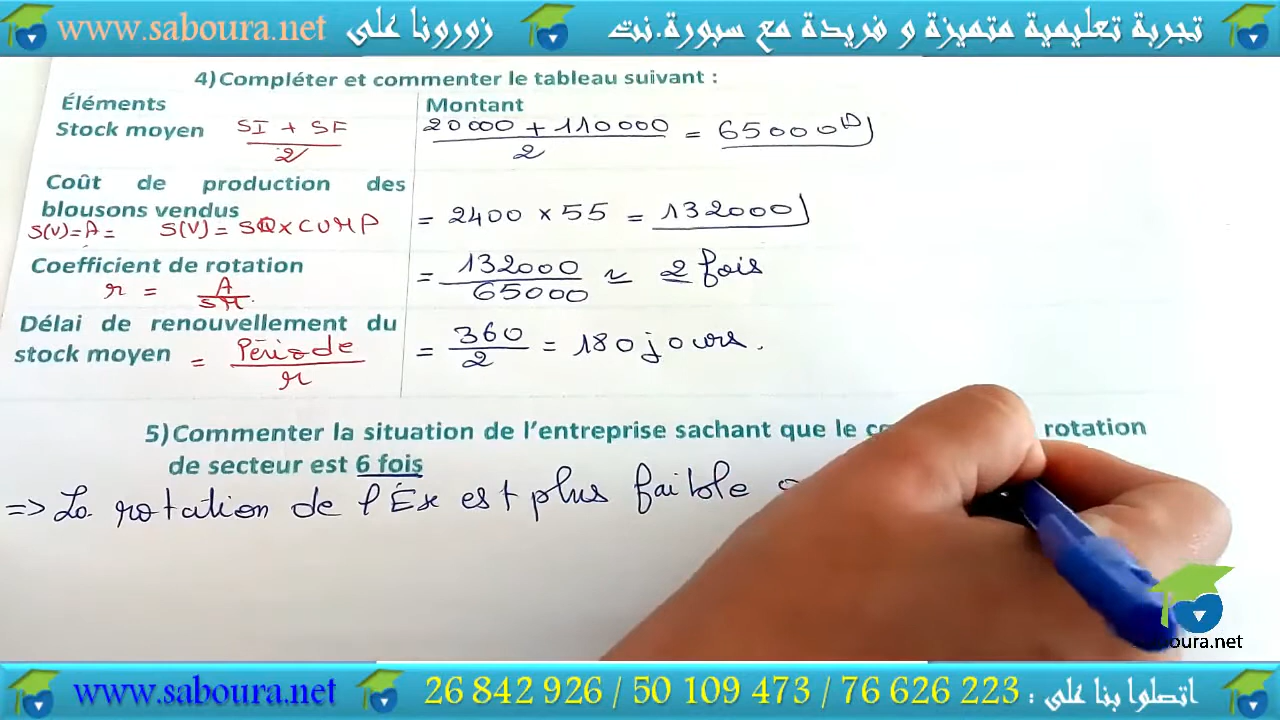 www.saboura.net زورونا على تجربة تعليمية متميزة و فريدة مع سبورة.نت
4)Compléter et commenter le tableau suivant :
Éléments Montant
Stock moyen SI + SF / 2 20000 + 110000 / 2 = 65000D
Coût de production des
blousons vendus = 2400 x 55 = 132000
S(V)=A= S(V) = SQ x CUMP
Coefficient de rotation = 132000 / 65000 ≃ 2 fois
r = A / SM.
Délai de renouvellement du
stock moyen = Période / r = 360 / 2 = 180 jours.
5)Commenter la situation de l'entreprise sachant que le rotation
de secteur est 6 fois
=> La rotation de l'Ex est plus faible
saboura.net
www.saboura.net 26 842 926 / 50 109 473 / 76 626 223 : اتصلوا بنا على